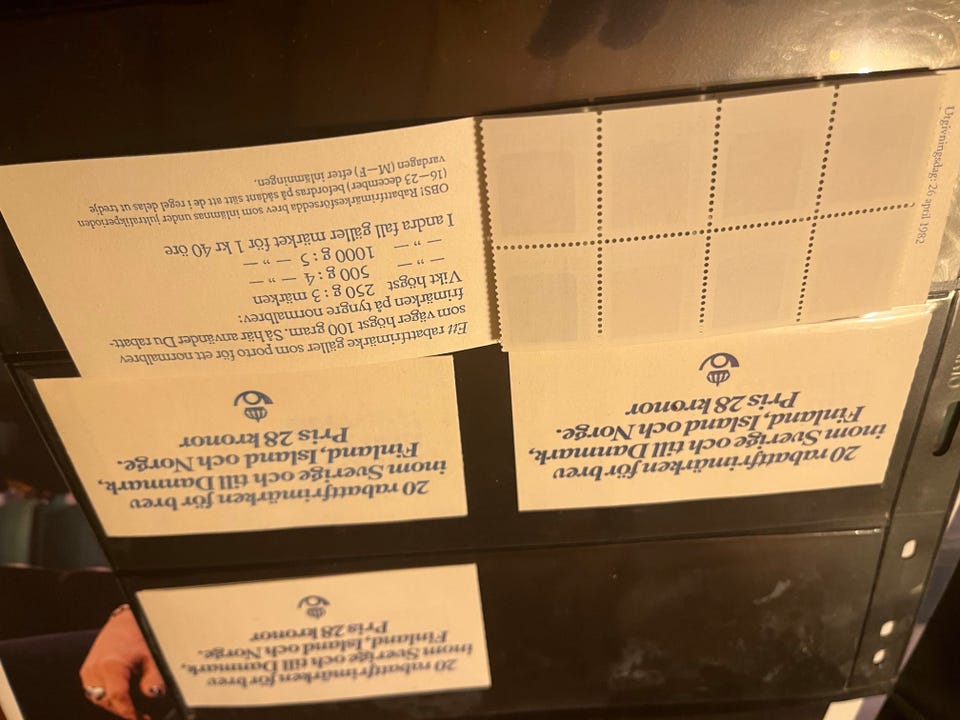 20 rabattfrimärken för brev
inom Sverige och till Danmark,
Finland, Island och Norge.
Pris 28 kronor
20 rabattfrimärken för brev
inom Sverige och till Danmark,
Finland, Island och Norge.
Pris 28 kronor
20 rabattfrimärken för brev
inom Sverige och till Danmark,
Finland, Island och Norge.
Pris 28 kronor
Utgivningsdag: 26 april 1982
Ett rabattfrimärke gäller som porto för ett normalbrev
som väger högst 100 gram. Så här använder Du rabatt-
frimärken på tyngre normalbrev:
Vikt högst 250 g: 3 märken
— „ — 500 g: 4 — „ —
— „ — 1000 g: 5 — „ —
I andra fall gäller märket för 1 kr 40 öre
OBS! Rabattfrimärkesförsedda brev som inlämnas under jultrafikperioden
(16—23 december) befordras på sådant sätt att de i regel delas ut tredje
vardagen (M—F) efter inlämningen.